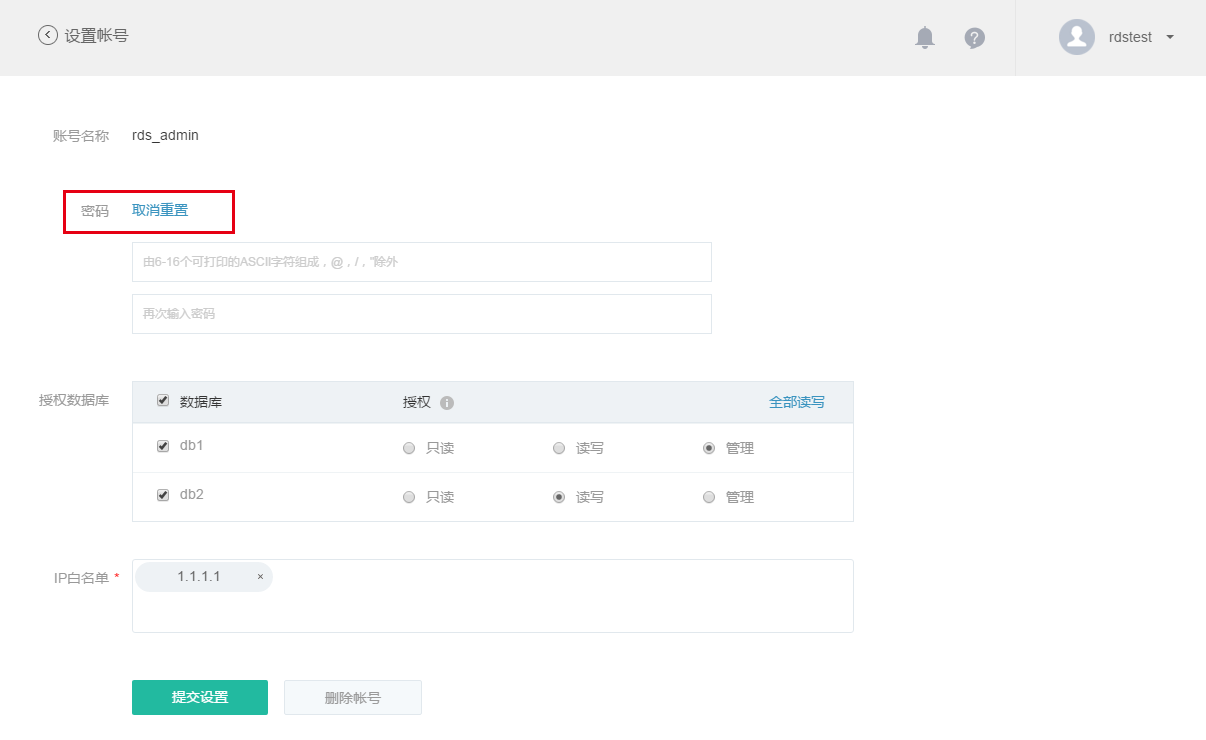 设置帐号
rdstest
账号名称 rds_admin
密码 取消重置
由6-16个可打印的ASCII字符组成，@，/，"除外
再次输入密码
授权数据库 数据库 授权 全部读写
db1 只读 读写 管理
db2 只读 读写 管理
IP白名单 * 1.1.1.1 ×
提交设置 删除帐号